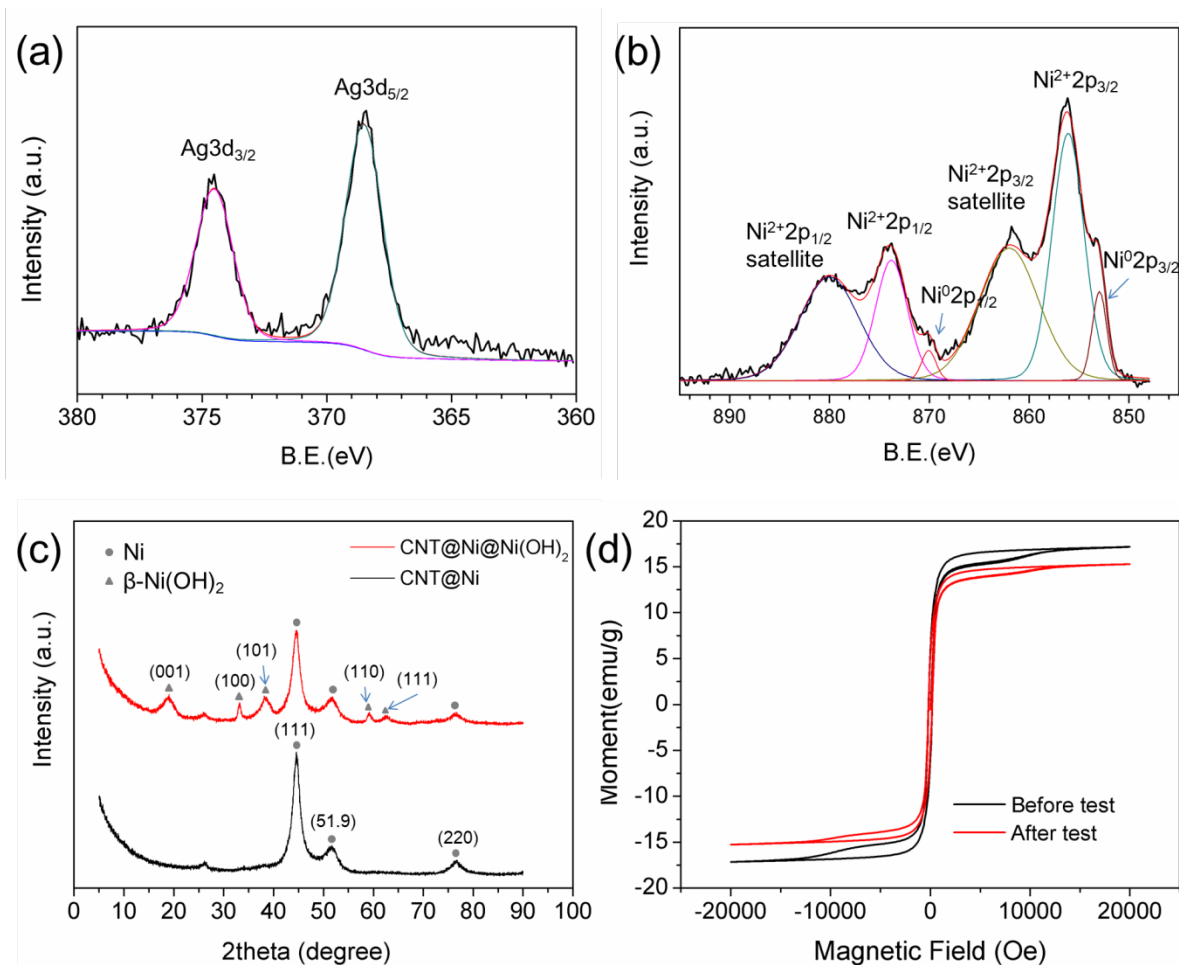 (a)
Ag3d3/2
Ag3d5/2
Intensity (a.u.)
380 375 370 365 360
B.E.(eV)
(b)
Ni2+2p3/2
Ni2+2p3/2
satellite
Ni2+2p1/2
Ni2+2p1/2
satellite
Ni02p3/2
Ni02p1/2
Intensity (a.u.)
890 880 870 860 850
B.E.(eV)
(c)
Ni
β-Ni(OH)2
CNT@Ni@Ni(OH)2
CNT@Ni
(001)
(100)
(101)
(110)
(111)
(111)
(51.9)
(220)
Intensity (a.u.)
0 10 20 30 40 50 60 70 80 90 100
2theta (degree)
(d)
20
15
10
5
0
-5
-10
-15
-20
Moment(emu/g)
Before test
After test
-20000 -10000 0 10000 20000
Magnetic Field (Oe)